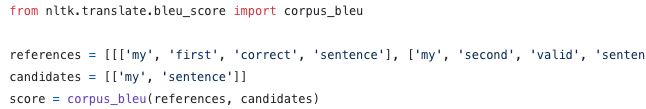 from nltk.translate.bleu_score import corpus_bleu
references = [[['my', 'first', 'correct', 'sentence'], ['my', 'second', 'valid', 'senten
candidates = [['my', 'sentence']]
score = corpus_bleu(references, candidates)